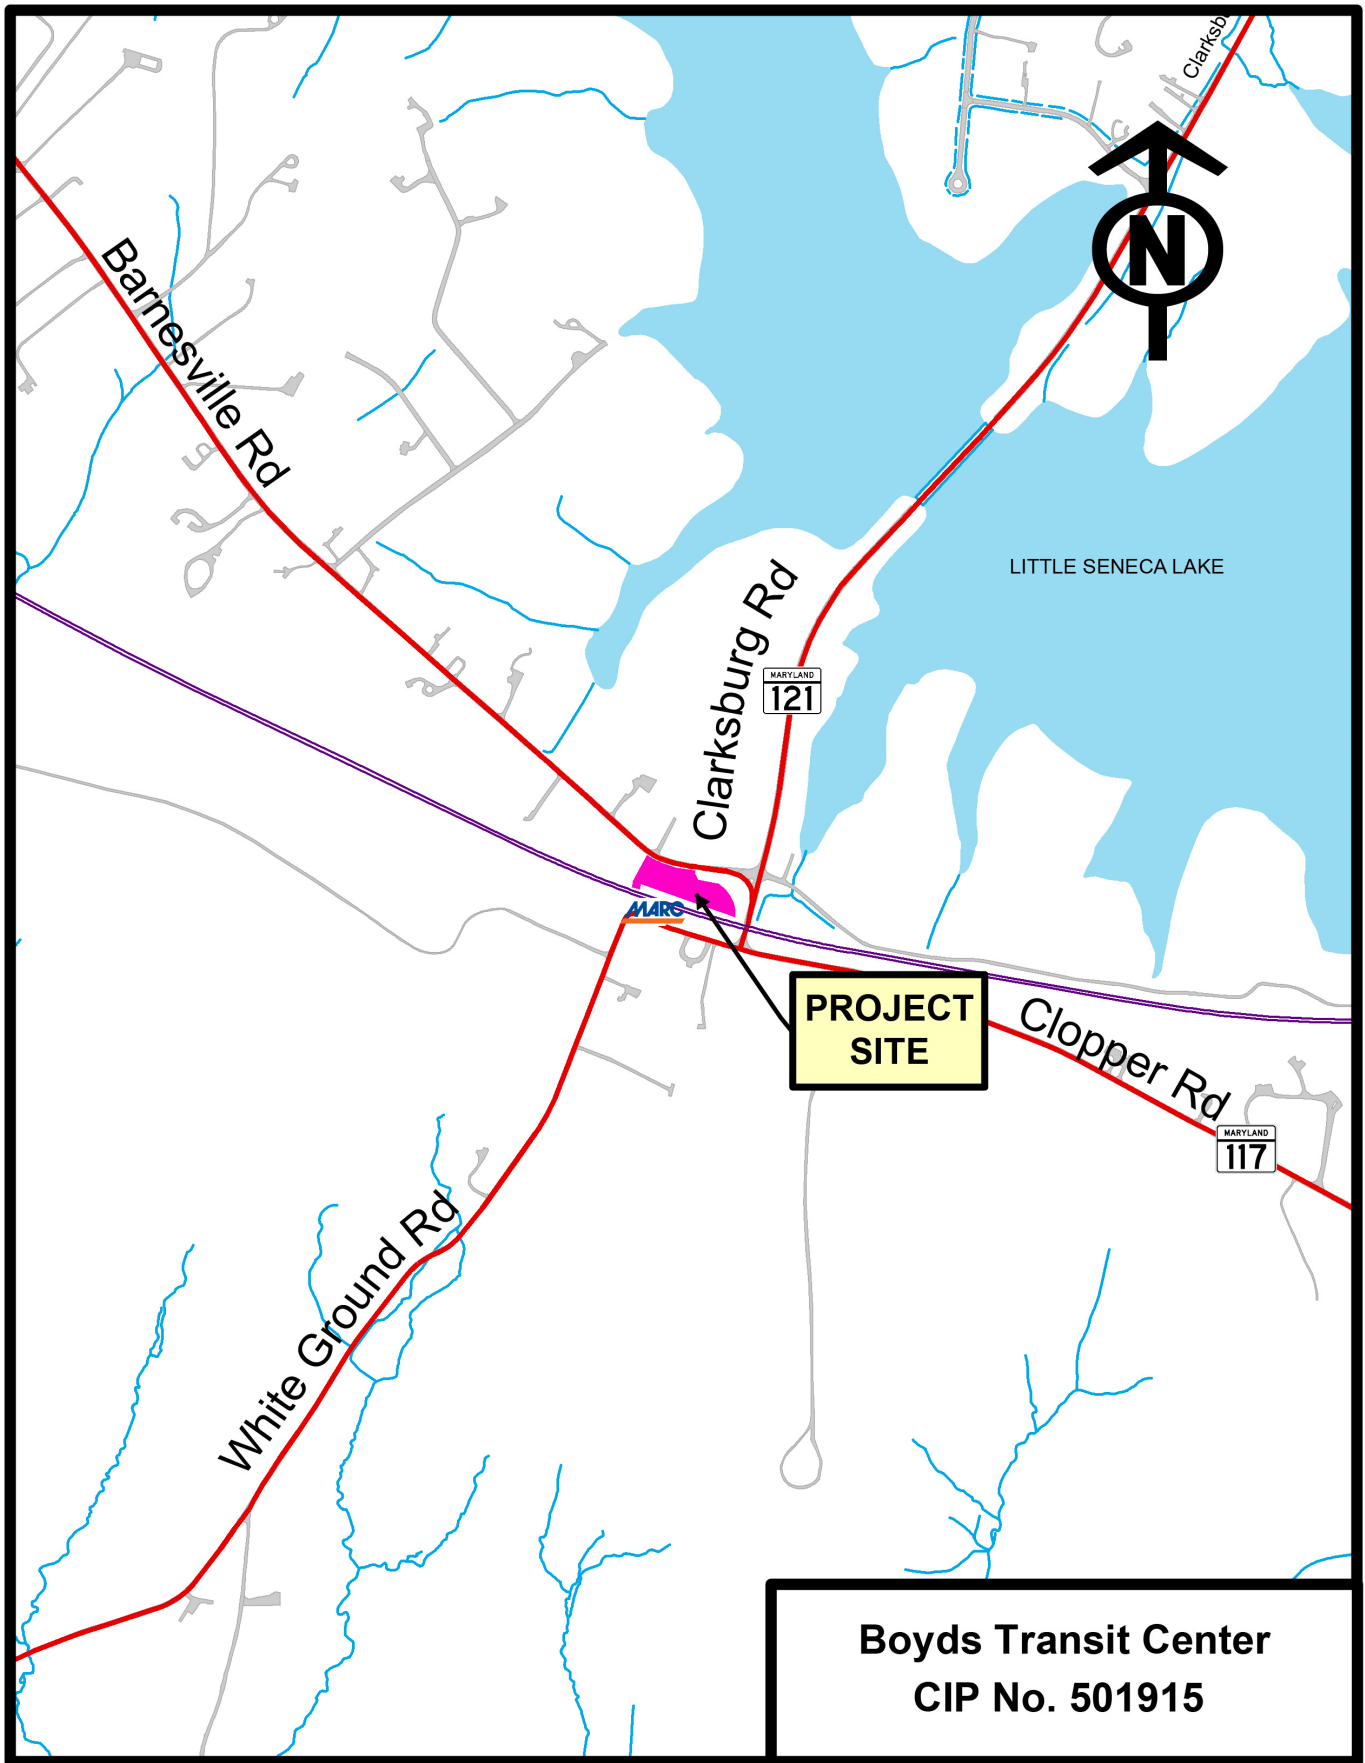 Clarksbu
N
Barnesville Rd
LITTLE SENECA LAKE
Clarksburg Rd
MARYLAND
121
MARC
PROJECT
SITE
Clopper Rd
MARYLAND
117
White Ground Rd
Boyds Transit Center
CIP No. 501915